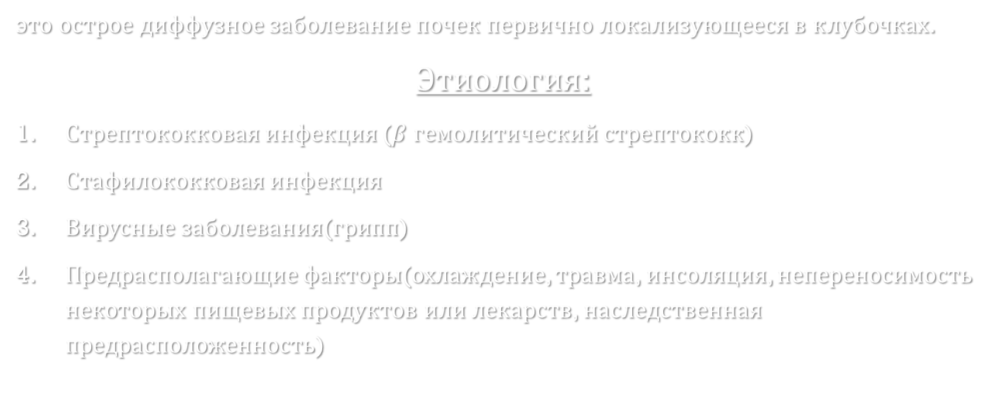 это острое диффузное заболевание почек первично локализующееся в клубочках.
Этиология:
1. Стрептококковая инфекция (β гемолитический стрептококк)
2. Стафилококковая инфекция
3. Вирусные заболевания(грипп)
4. Предрасполагающие факторы(охлаждение, травма, инсоляция, непереносимость
некоторых пищевых продуктов или лекарств, наследственная
предрасположенность)